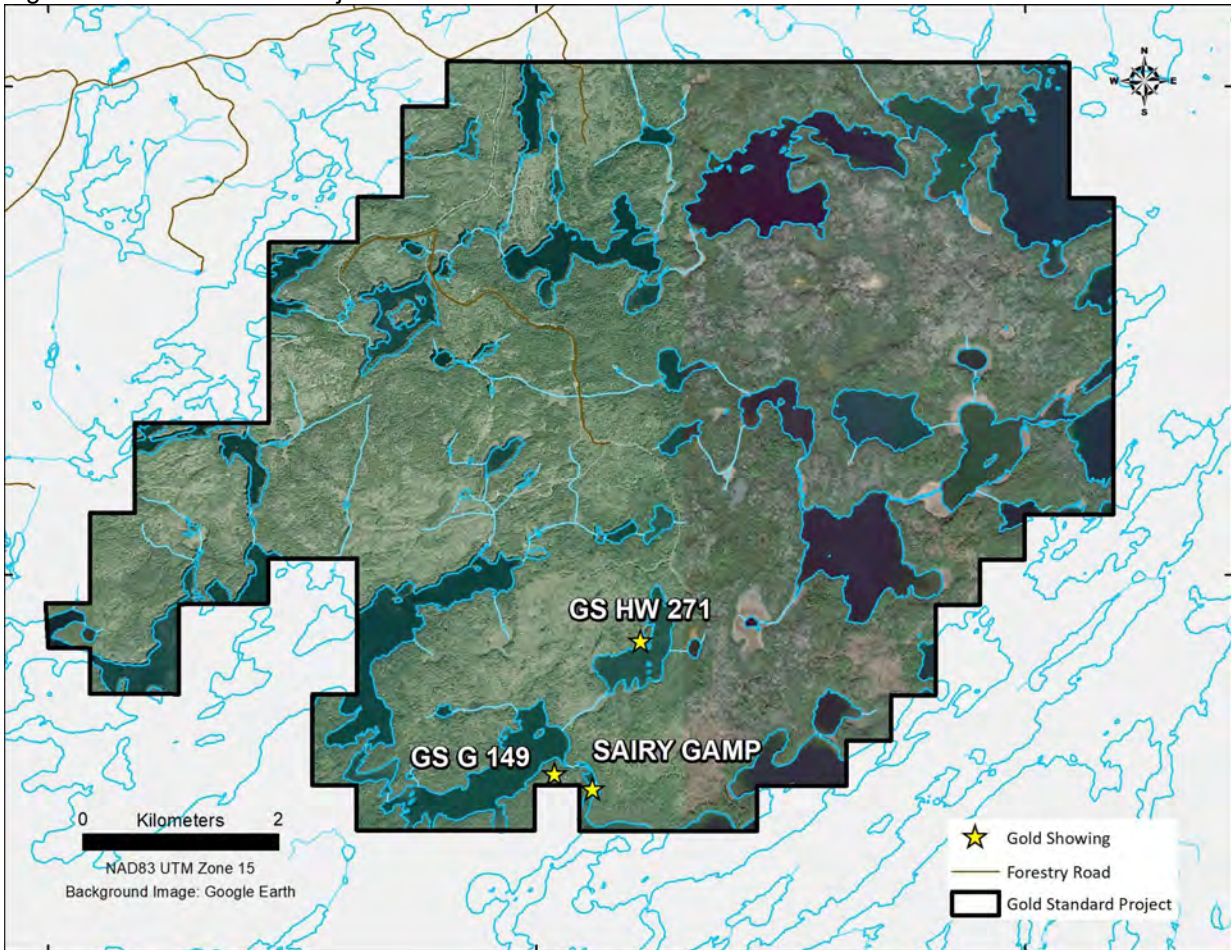 N
W E
S
GS HW 271
GS G 149
SAIRY GAMP
0 Kilometers 2
NAD83 UTM Zone 15
Background Image: Google Earth
Gold Showing
Forestry Road
Gold Standard Project